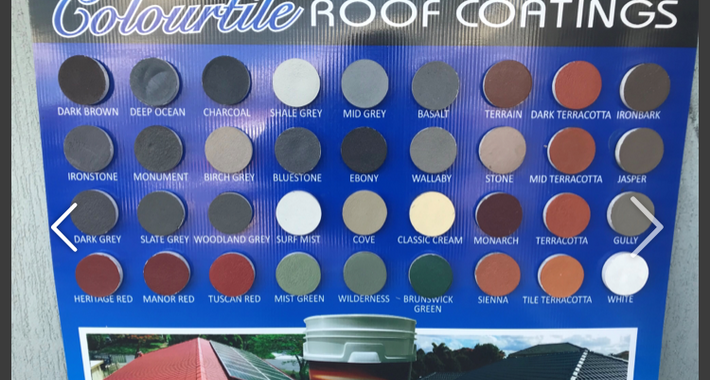 Colourtile ROOF COATINGS
DARK BROWN DEEP OCEAN CHARCOAL SHALE GREY MID GREY BASALT TERRAIN DARK TERRACOTTA IRONBARK
IRONSTONE MONUMENT BIRCH GREY BLUESTONE EBONY WALLABY STONE MID TERRACOTTA JASPER
DARK GREY SLATE GREY WOODLAND GREY SURF MIST COVE CLASSIC CREAM MONARCH TERRACOTTA GULLY
HERITAGE RED MANOR RED TUSCAN RED MIST GREEN WILDERNESS BRUNSWICK GREEN SIENNA TILE TERRACOTTA WHITE